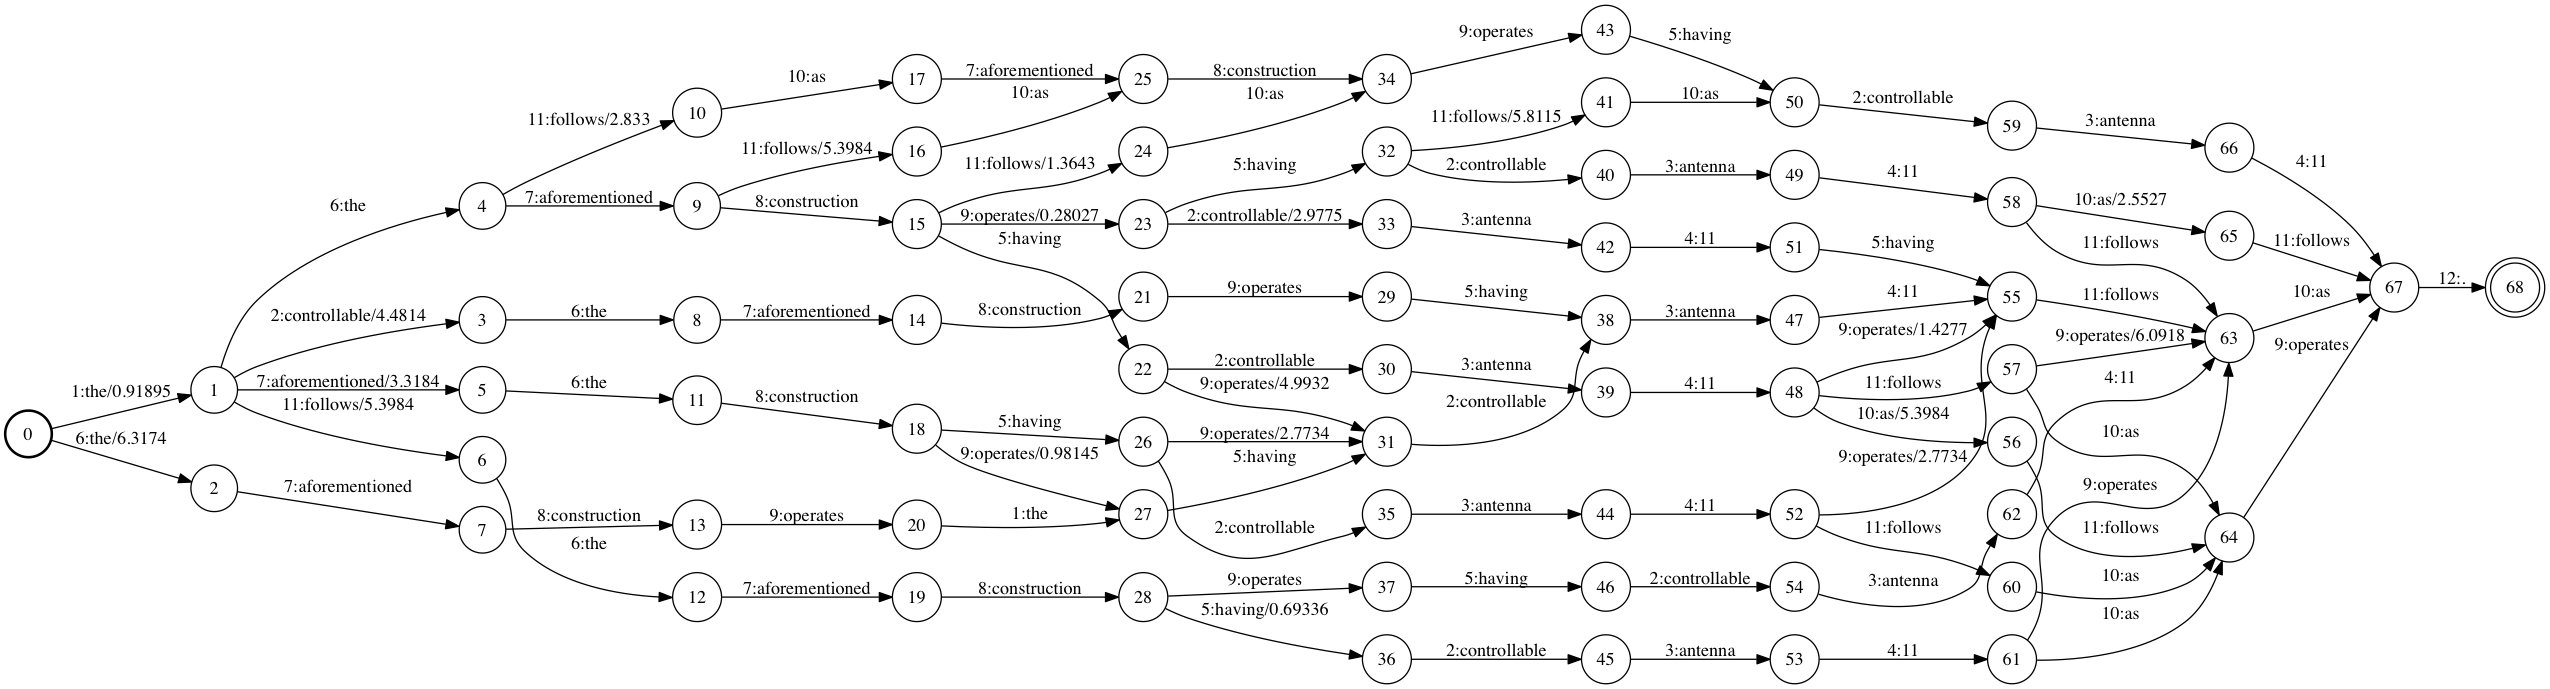 43
9:operates
5:having
17
7:aforementioned
25
8:construction
34
10:as
10:as
10:as
41
10:as
50
2:controllable
59
3:antenna
66
10
11:follows/2.833
11:follows/5.8115
16
11:follows/5.3984
11:follows/1.3643
24
32
5:having
2:controllable
40
3:antenna
49
4:11
4:11
6:the
4
7:aforementioned
9
8:construction
15
9:operates/0.28027
23
2:controllable/2.9775
33
3:antenna
58
10:as/2.5527
65
11:follows
5:having
42
4:11
51
5:having
11:follows
67
12:.
68
21
9:operates
29
5:having
4:11
55
11:follows
10:as
2:controllable/4.4814
3
6:the
8
7:aforementioned
14
8:construction
38
3:antenna
47
9:operates/1.4277
9:operates/6.0918
63
9:operates
22
2:controllable
30
3:antenna
57
1:the/0.91895
1
7:aforementioned/3.3184
5
6:the
11
8:construction
9:operates/4.9932
39
4:11
48
11:follows
4:11
11:follows/5.3984
2:controllable
10:as/5.3984
0
6:the/6.3174
6
18
5:having
26
9:operates/2.7734
31
56
10:as
9:operates/0.98145
5:having
9:operates/2.7734
2
7:aforementioned
9:operates
7
8:construction
13
9:operates
20
1:the
27
2:controllable
35
3:antenna
44
4:11
52
11:follows
62
11:follows
64
6:the
12
7:aforementioned
19
8:construction
28
9:operates
37
5:having
46
2:controllable
54
3:antenna
60
10:as
5:having/0.69336
10:as
36
2:controllable
45
3:antenna
53
4:11
61